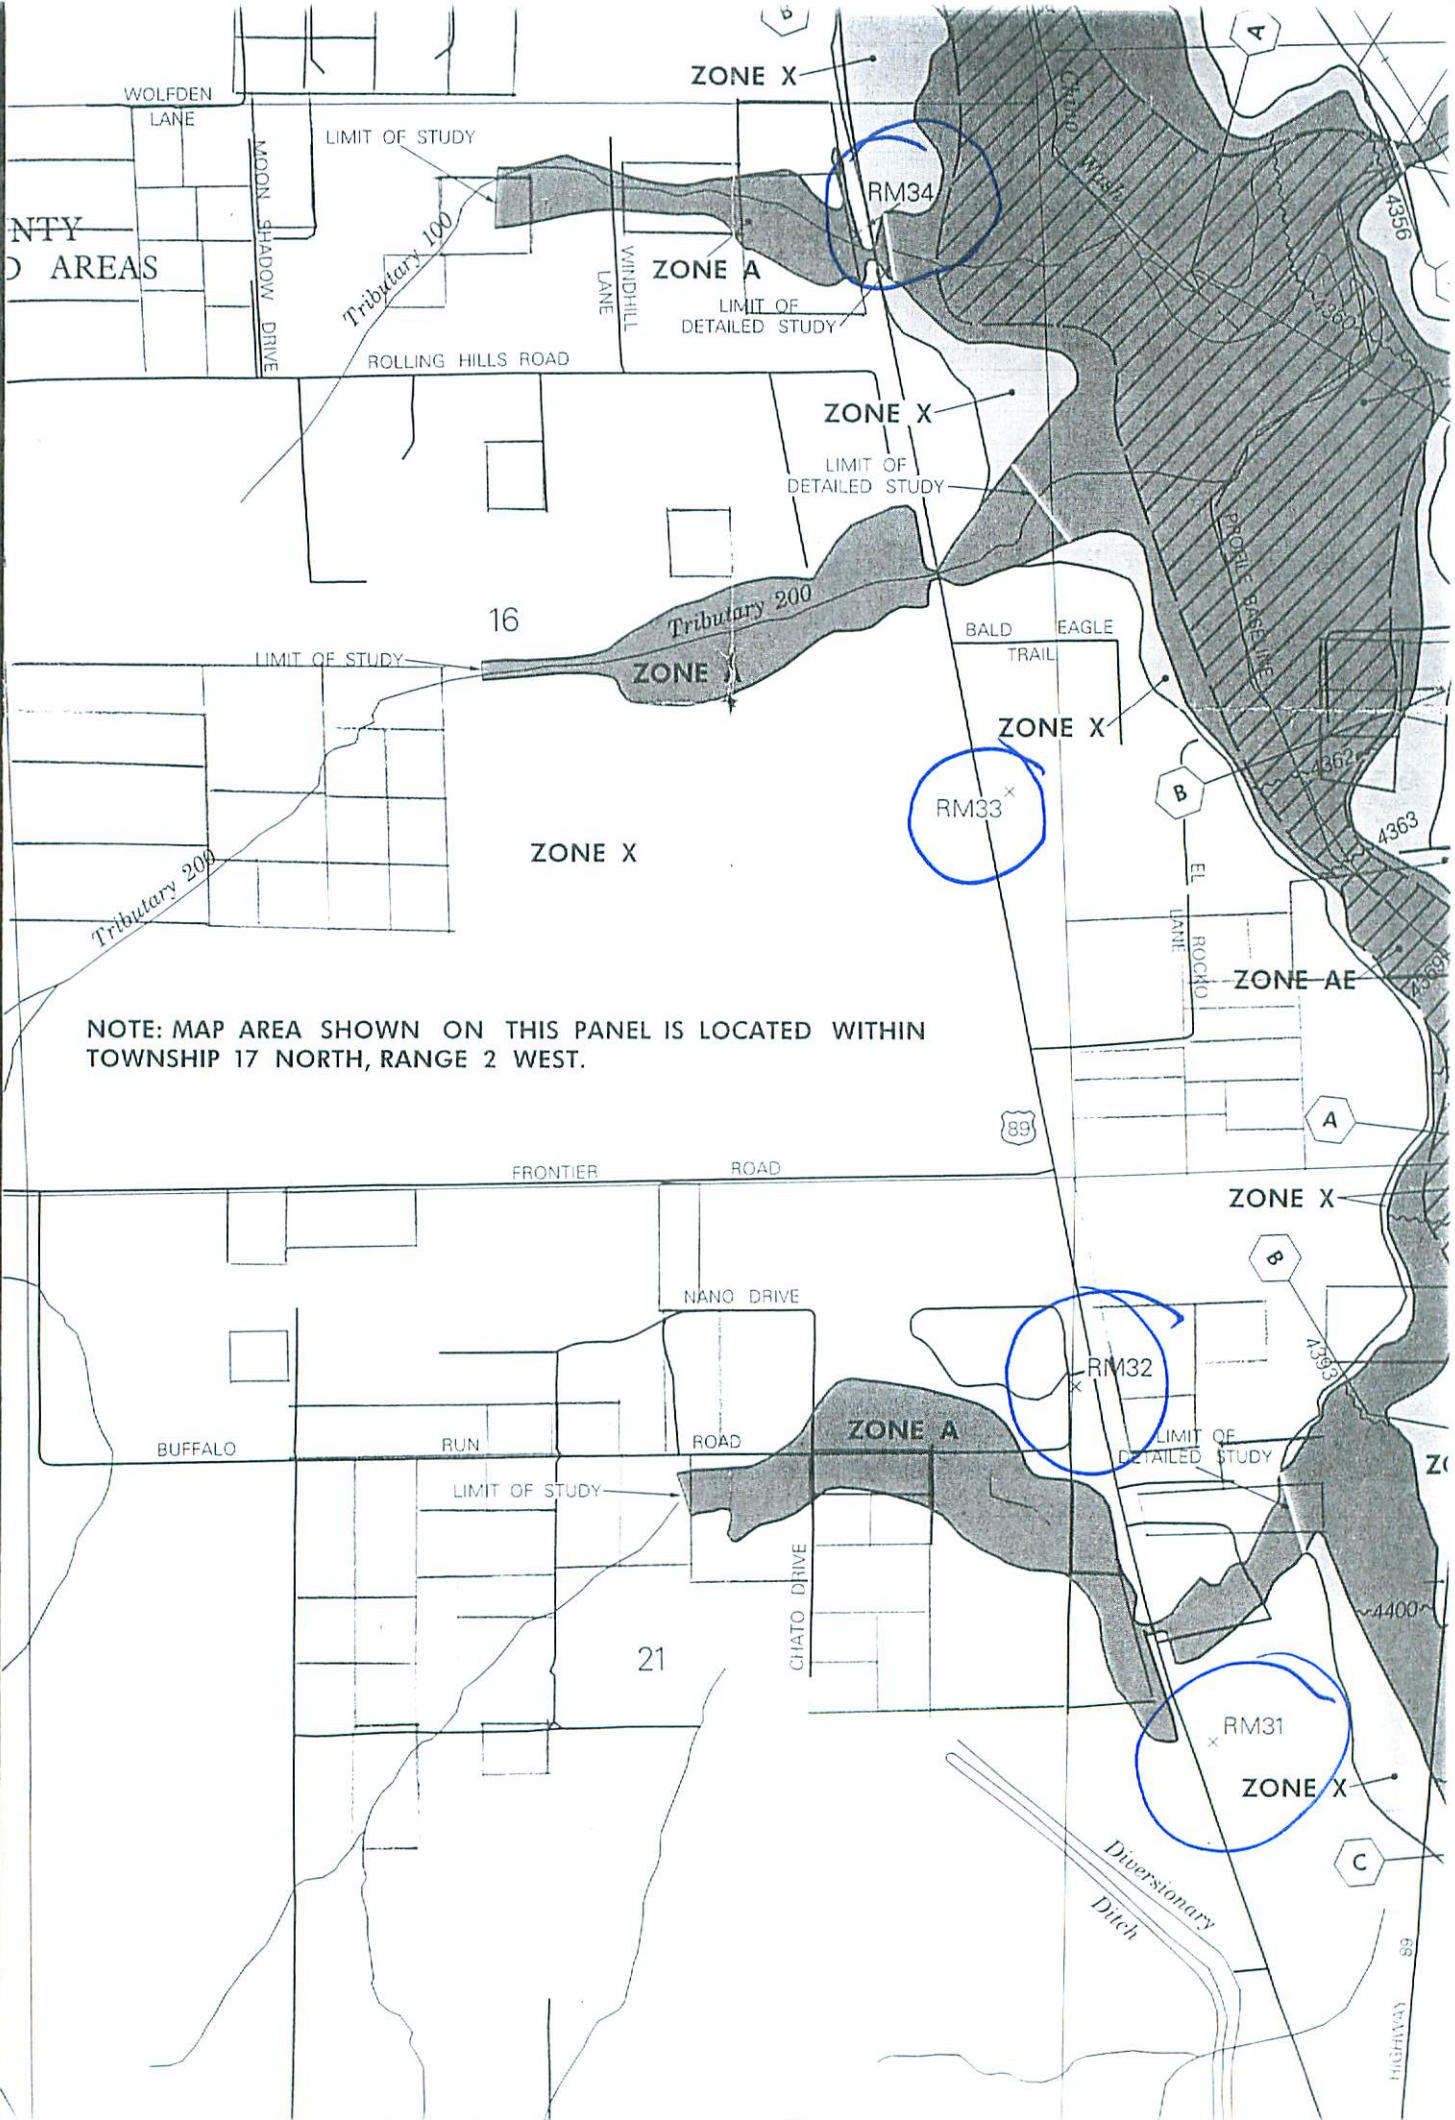 B
A
ZONE X
WOLFDEN
LANE
LIMIT OF STUDY
Chino
Wash
RM34
4356
NTY
AREAS
MOON SHADOW DRIVE
Tributary 100
WINDHILL
LANE
ZONE A
LIMIT OF
DETAILED STUDY
4360
ROLLING HILLS ROAD
ZONE X
LIMIT OF
DETAILED STUDY
PROFILE BASELINE
16
Tributary 200
BALD EAGLE
TRAIL
LIMIT OF STUDY
ZONE A
ZONE X
4362
B
RM33
4363
ZONE X
Tributary 200
EL ROCKO
LANE
ZONE AE
4369
NOTE: MAP AREA SHOWN ON THIS PANEL IS LOCATED WITHIN
TOWNSHIP 17 NORTH, RANGE 2 WEST.
89
A
FRONTIER ROAD
ZONE X
B
NANO DRIVE
4393
RM32
ZONE A
BUFFALO RUN ROAD
LIMIT OF
DETAILED STUDY
LIMIT OF STUDY
CHATO DRIVE
4400
21
RM31
ZONE X
Diversionary
Ditch
C
HIGHWAY 89